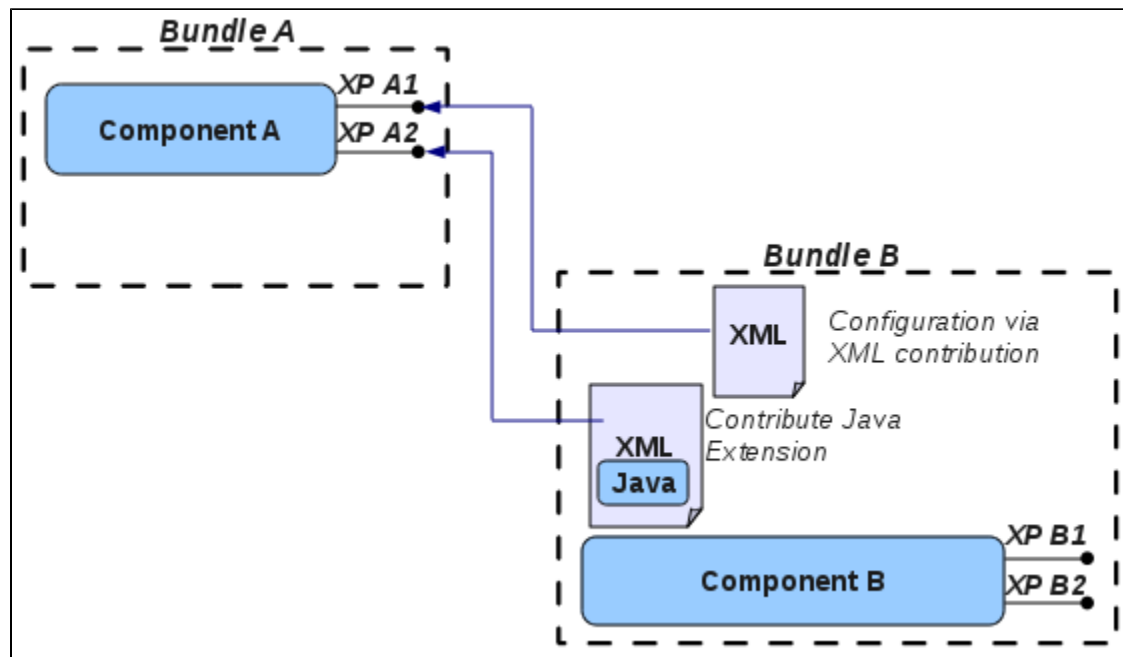 Bundle A
XP A1
Component A
XP A2
Bundle B
XML
Configuration via
XML contribution
Contribute Java
Extension
XML
Java
XP B1
Component B
XP B2